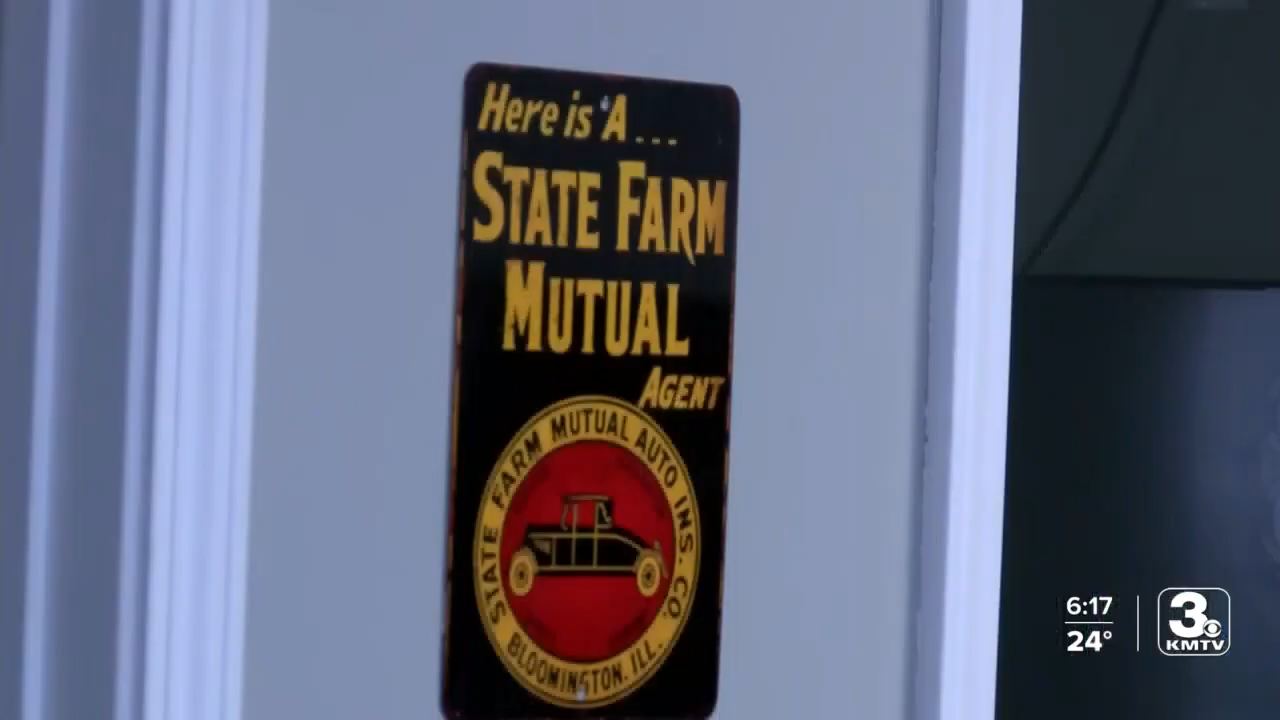 Here is A...
STATE FARM
MUTUAL
AGENT
STATE FARM MUTUAL AUTO INS. CO.
BLOOMINGTON. ILL.
6:17
24°
3
KMTV